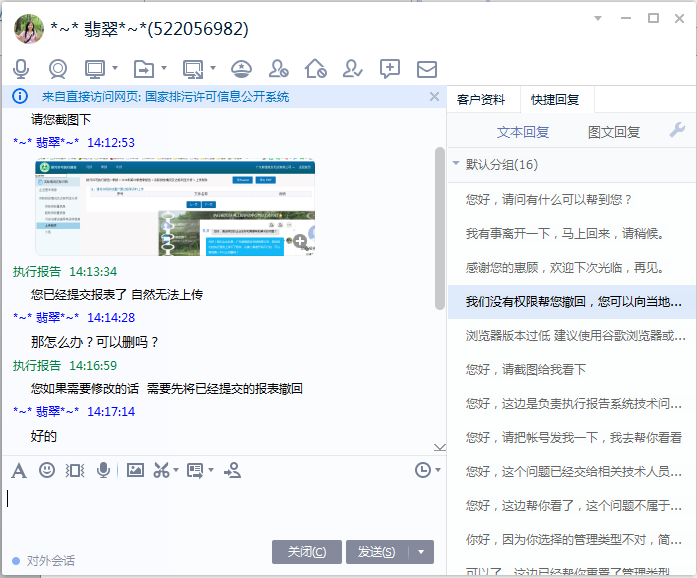 *~* 翡翠*~*(522056982)
来自直接访问网页: 国家排污许可信息公开系统
请您截图下
*~* 翡翠*~* 14:12:53
执行报告 14:13:34
您已经提交报表了 自然无法上传
*~* 翡翠*~* 14:14:28
那怎么办？可以删吗？
执行报告 14:16:59
您如果需要修改的话 需要先将已经提交的报表撤回
*~* 翡翠*~* 14:17:14
好的
对外会话
关闭(C) 发送(S)
客户资料 快捷回复
文本回复 图文回复
默认分组(16)
您好，请问有什么可以帮到您？
我有事离开一下，马上回来，请稍候。
感谢您的惠顾，欢迎下次光临，再见。
我们没有权限帮您撤回，您可以向当地...
浏览器版本过低 建议使用谷歌浏览器或...
您好，请截图给我看下
您好，这边是负责执行报告系统技术问...
您好，请把帐号发我一下，我去帮你看看
您好，这个问题已经交给相关技术人员...
您好，这边帮你看了，这个问题不属于...
你好，因为你选择的管理类型不对，简...
可以了，这边已经帮你重置了管理类型